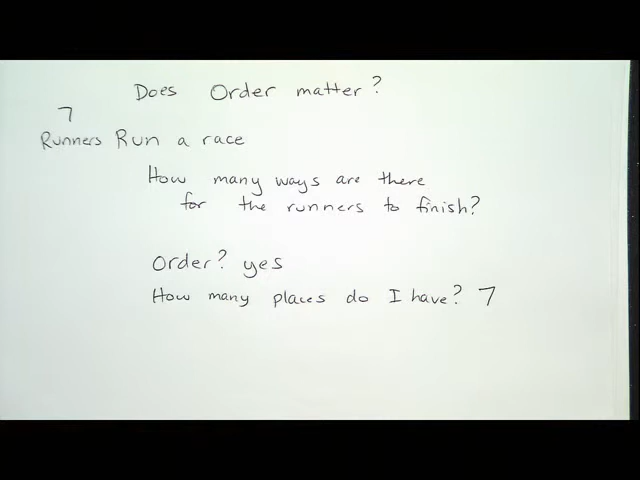 Does Order matter?
7
Runners Run a race
How many ways are there
for the runners to finish?
Order? yes
How many places do I have? 7